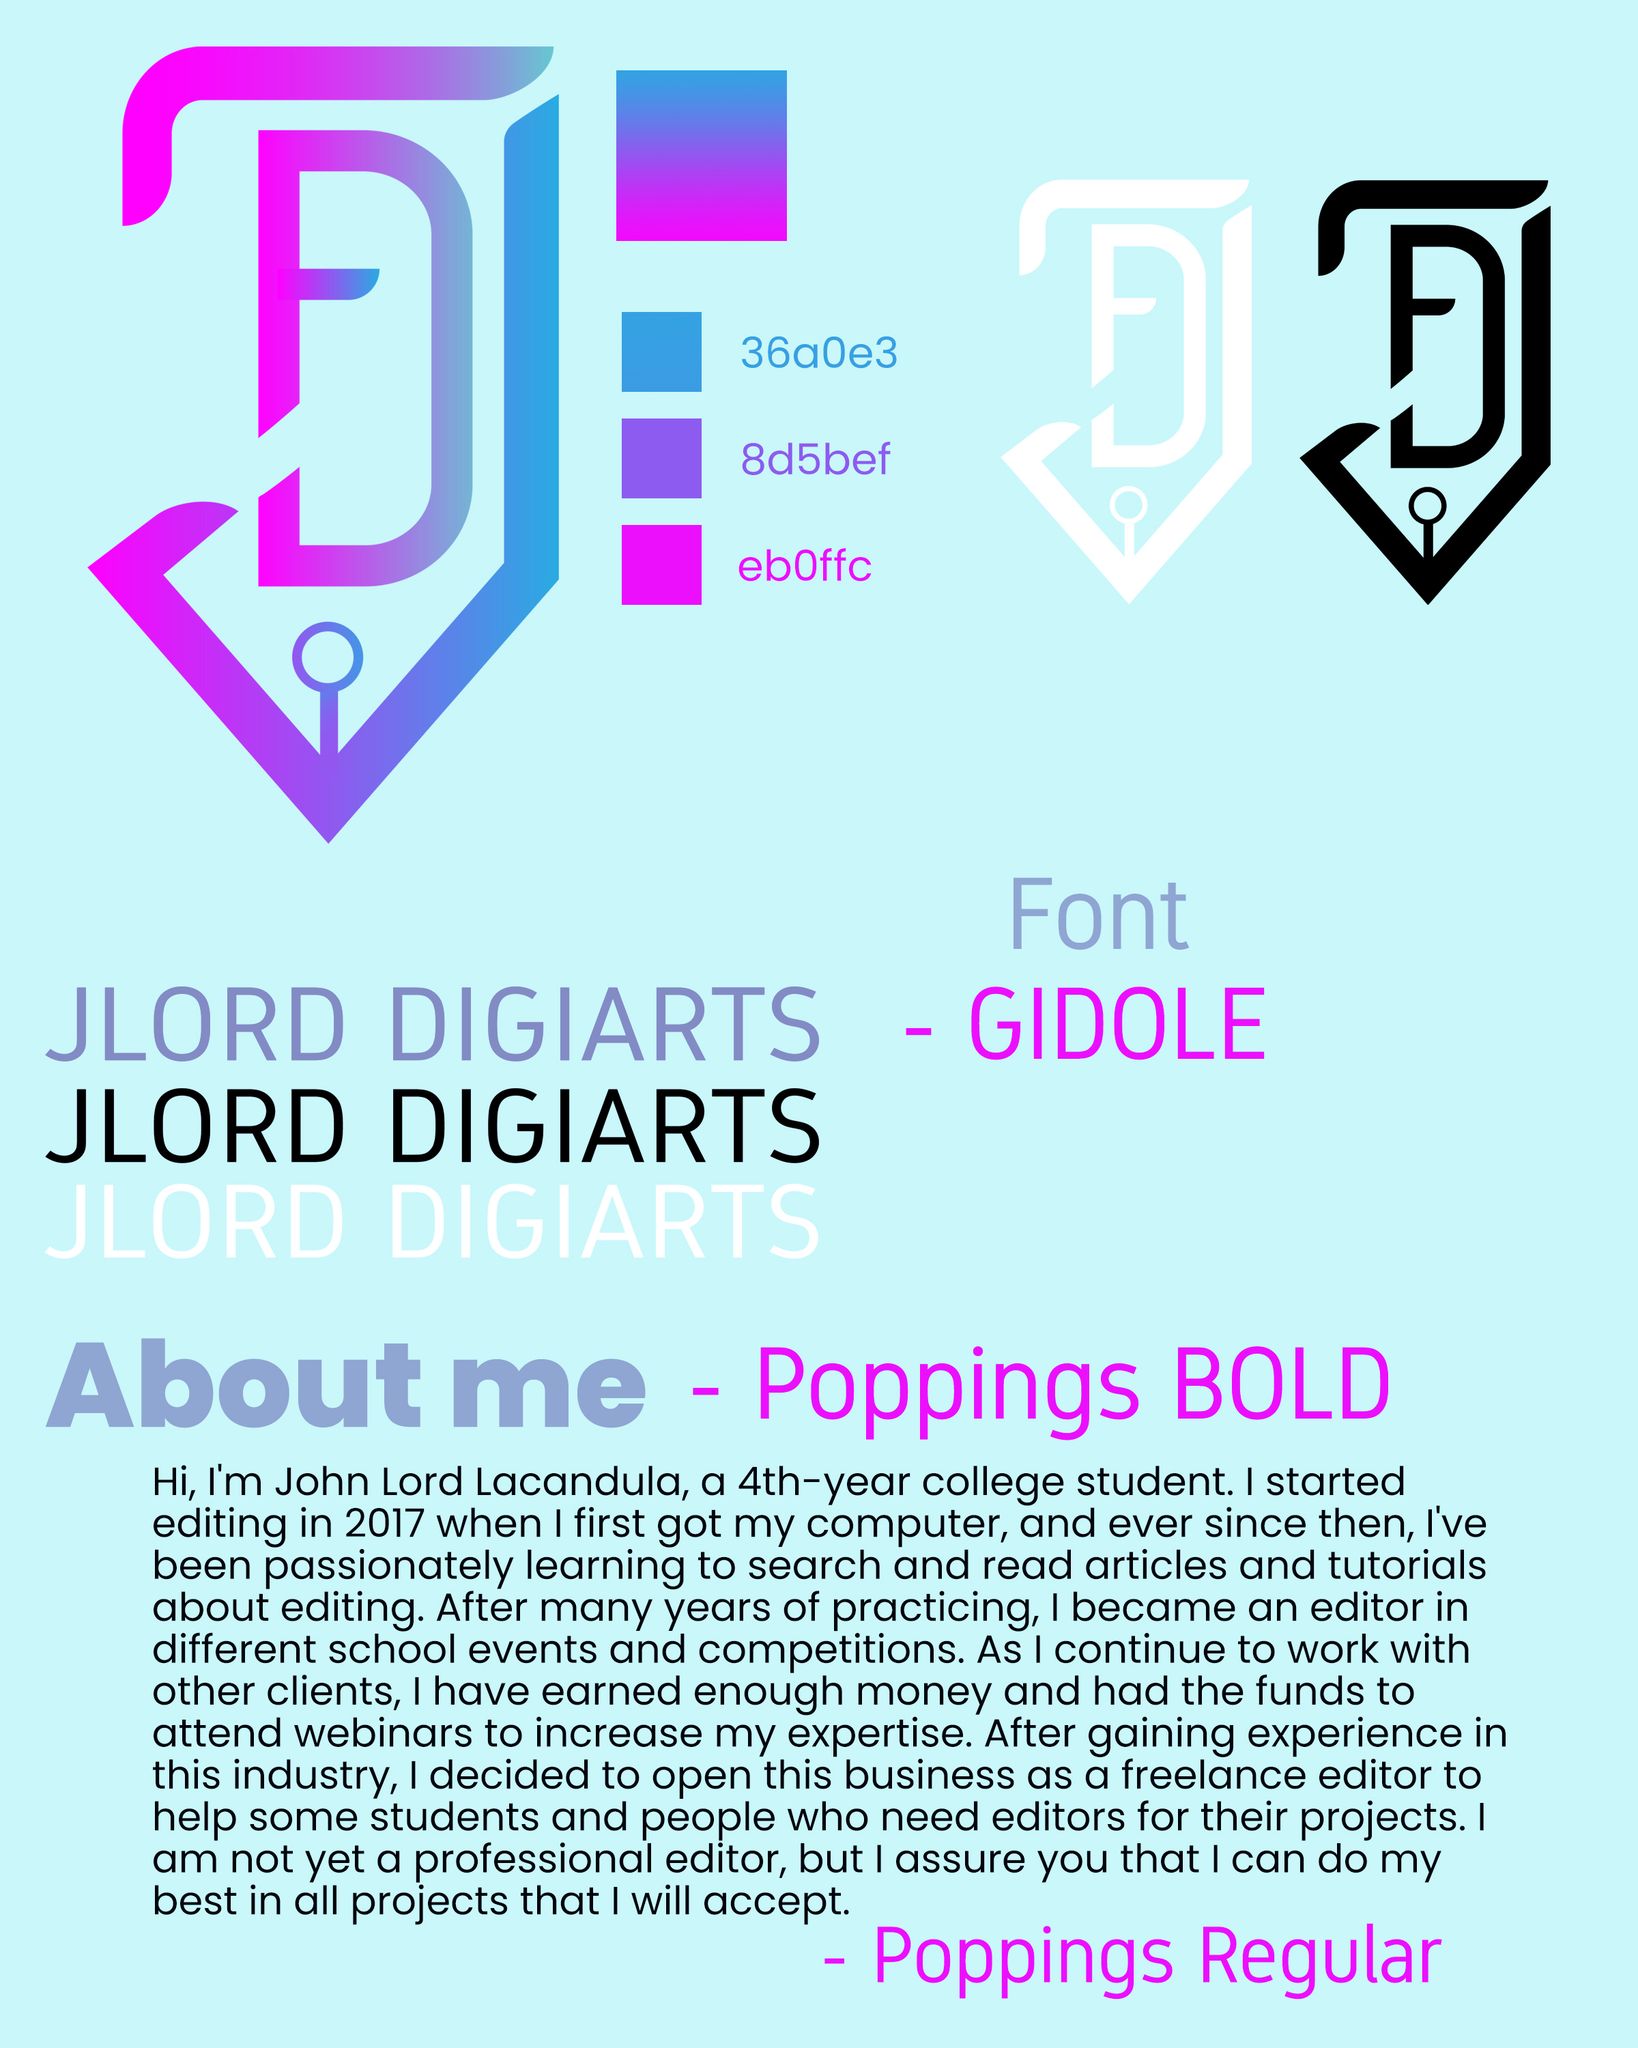 36a0e3
8d5bef
eb0ffc
Font
JLORD DIGIARTS - GIDOLE
JLORD DIGIARTS
JLORD DIGIARTS
About me - Poppings BOLD
Hi, I'm John Lord Lacandula, a 4th-year college student. I started
editing in 2017 when I first got my computer, and ever since then, I've
been passionately learning to search and read articles and tutorials
about editing. After many years of practicing, I became an editor in
different school events and competitions. As I continue to work with
other clients, I have earned enough money and had the funds to
attend webinars to increase my expertise. After gaining experience in
this industry, I decided to open this business as a freelance editor to
help some students and people who need editors for their projects. I
am not yet a professional editor, but I assure you that I can do my
best in all projects that I will accept.
- Poppings Regular